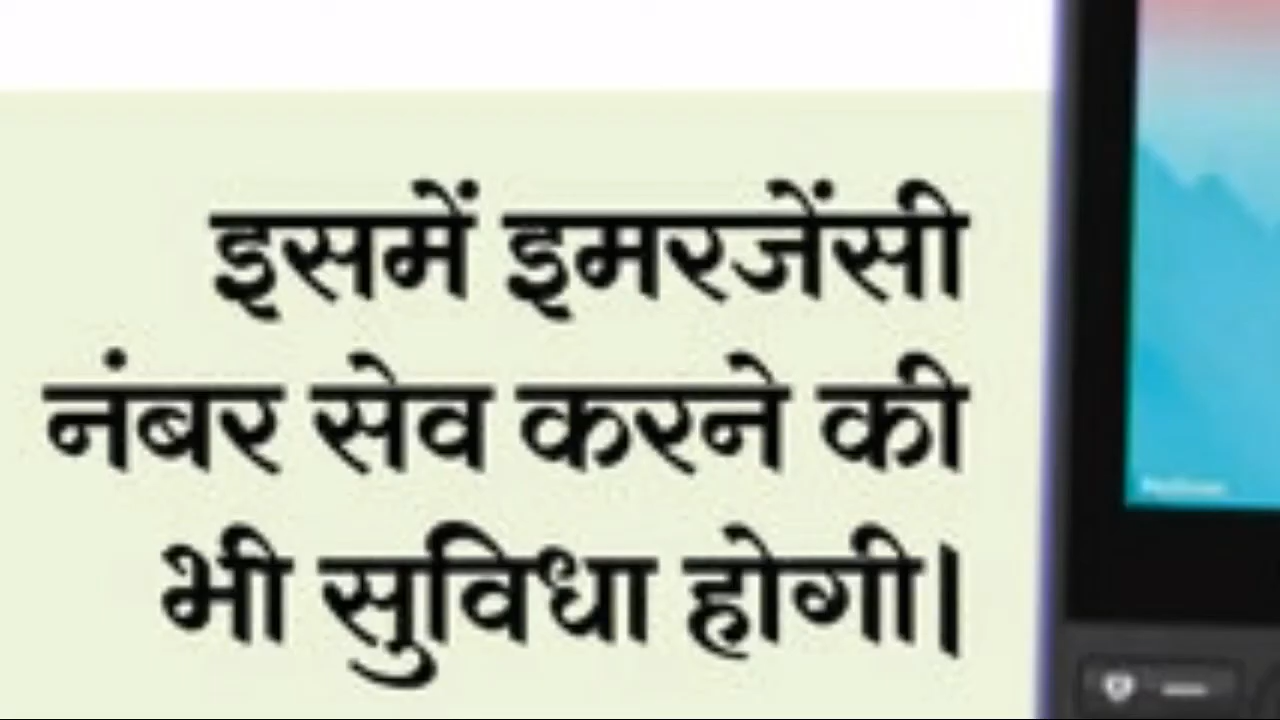 इसमें इमरजेंसी
नंबर सेव करने की
भी सुविधा होगी।